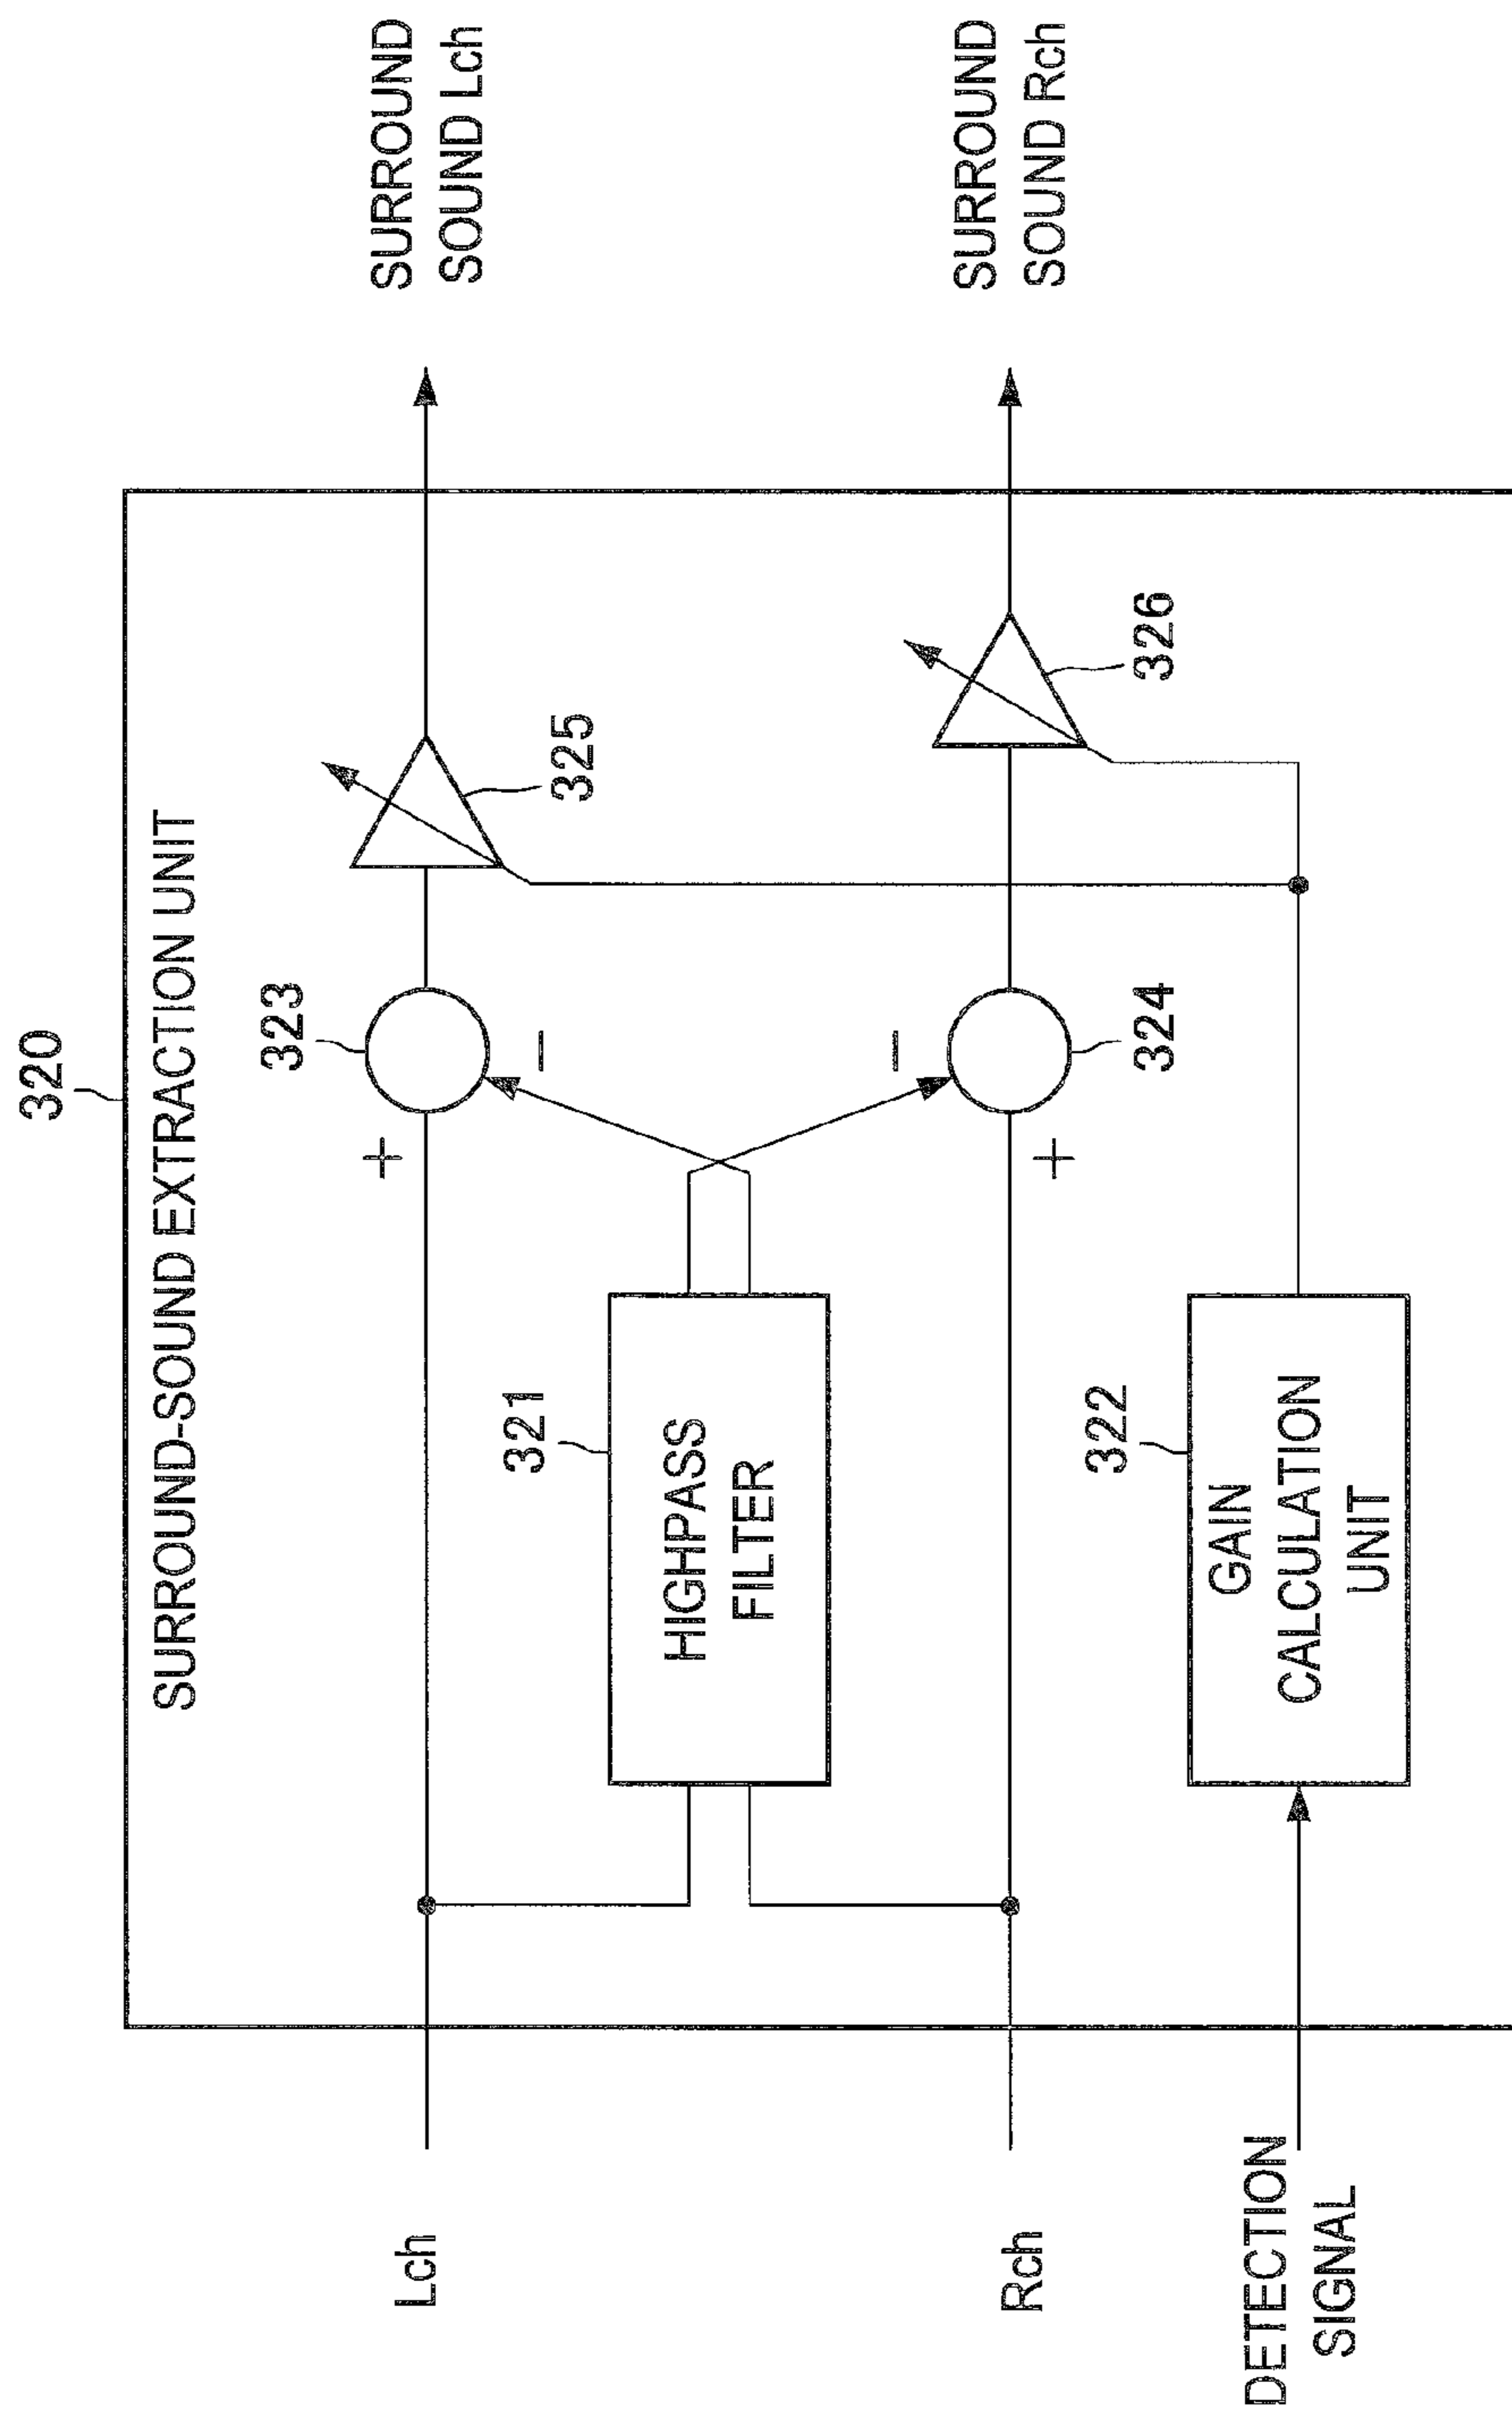 320
SURROUND-SOUND EXTRACTION UNIT
Lch
323
+
−
325
SURROUND
SOUND Lch
321
HIGHPASS
FILTER
Rch
−
+
324
326
SURROUND
SOUND Rch
DETECTION
SIGNAL
322
GAIN
CALCULATION
UNIT